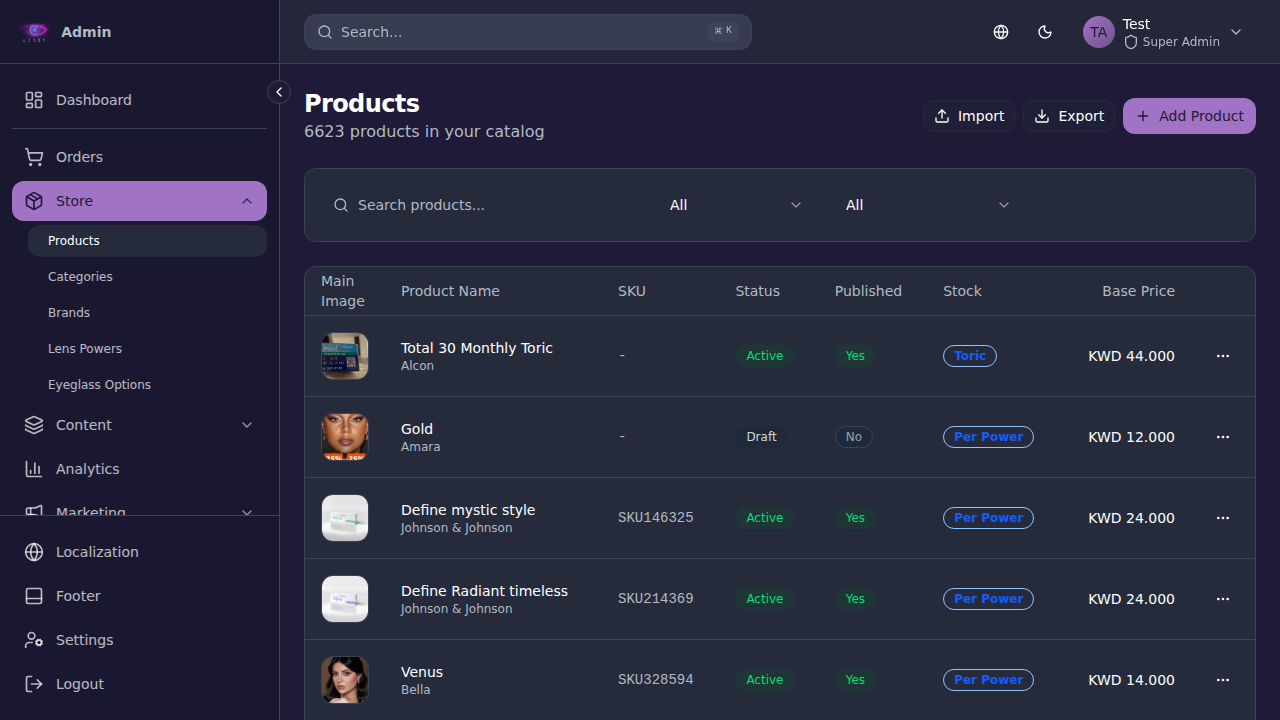 Admin
Search...
⌘ K
Test
TA
Super Admin
Dashboard
Orders
Store
Products
Categories
Brands
Lens Powers
Eyeglass Options
Content
Analytics
Marketing
Localization
Footer
Settings
Logout
Products
6623 products in your catalog
Import
Export
Add Product
Search products...
All
All
Main Image
Product Name
SKU
Status
Published
Stock
Base Price
Total 30 Monthly Toric
Alcon
-
Active
Yes
Toric
KWD 44.000
Gold
Amara
-
Draft
No
Per Power
KWD 12.000
Define mystic style
Johnson & Johnson
SKU146325
Active
Yes
Per Power
KWD 24.000
Define Radiant timeless
Johnson & Johnson
SKU214369
Active
Yes
Per Power
KWD 24.000
Venus
Bella
SKU328594
Active
Yes
Per Power
KWD 14.000